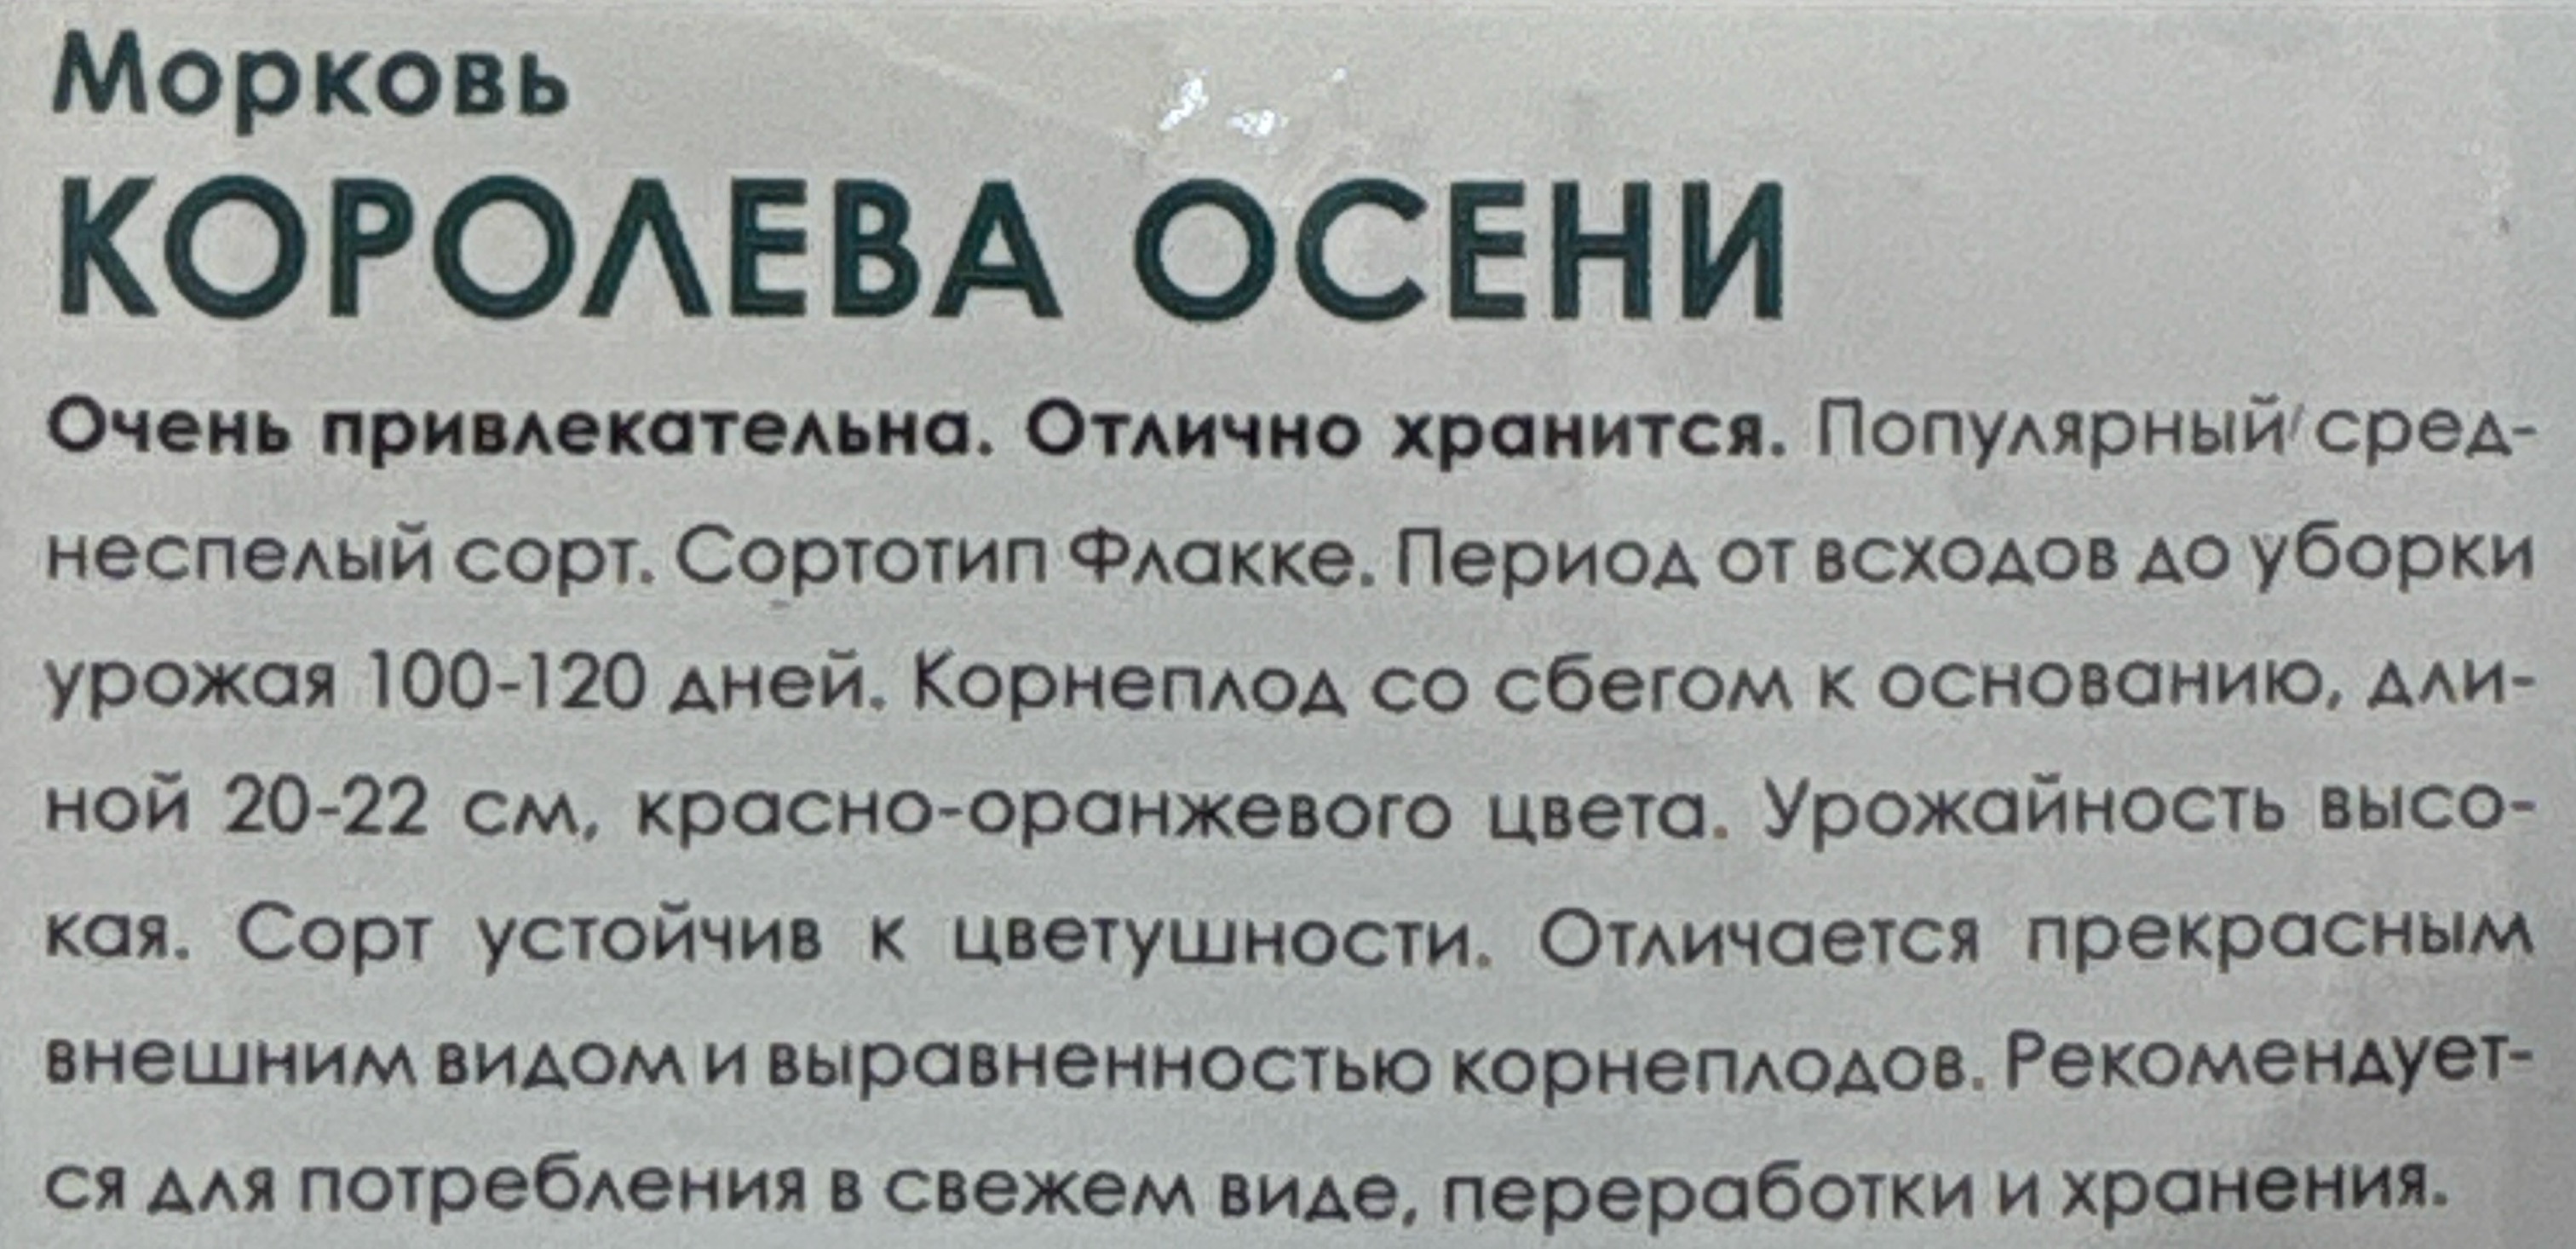 Морковь
КОРОЛЕВА ОСЕНИ
Очень привлекательна. Отлично хранится. Популярный сред-
неспелый сорт. Сортотип Флакке. Период от всходов до уборки
урожая 100-120 дней. Корнеплод со сбегом к основанию, дли-
ной 20-22 см, красно-оранжевого цвета. Урожайность высо-
кая. Сорт устойчив к цветушности. Отличается прекрасным
внешним видом и выравненностью корнеплодов. Рекомендует-
ся для потребления в свежем виде, переработки и хранения.